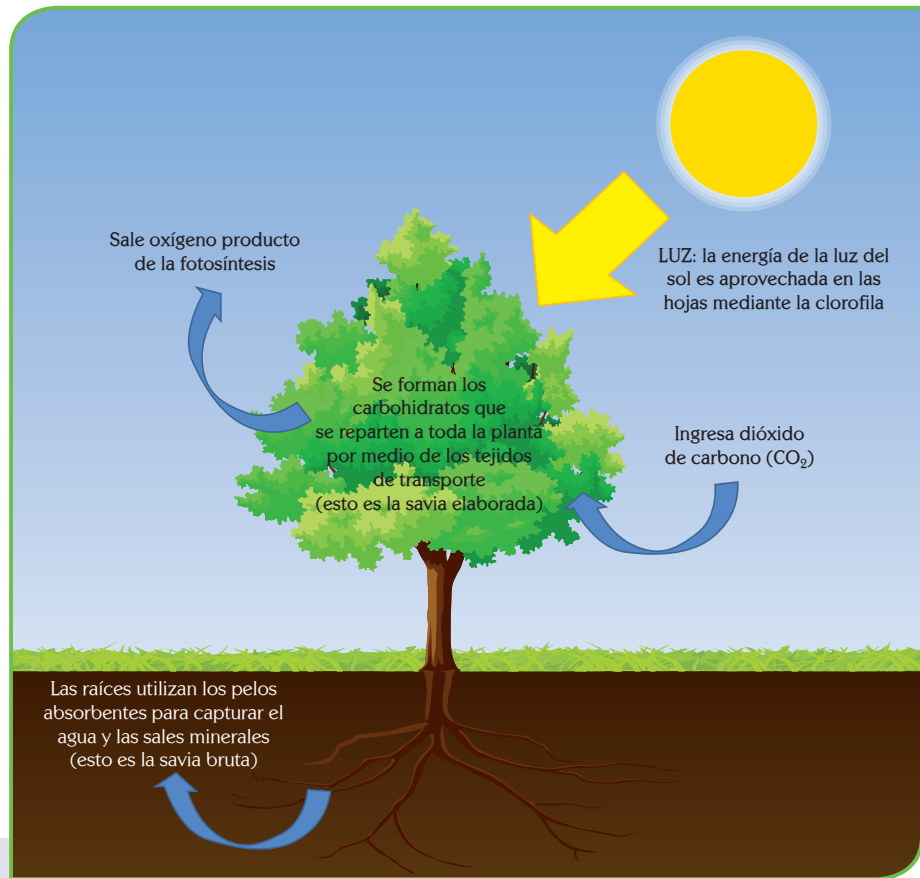 Sale oxígeno producto
de la fotosíntesis
LUZ: la energía de la luz del
sol es aprovechada en las
hojas mediante la clorofila
Se forman los
carbohidratos que
se reparten a toda la planta
por medio de los tejidos
de transporte
(esto es la savia elaborada)
Ingresa dióxido
de carbono (CO₂)
Las raíces utilizan los pelos
absorbentes para capturar el
agua y las sales minerales
(esto es la savia bruta)